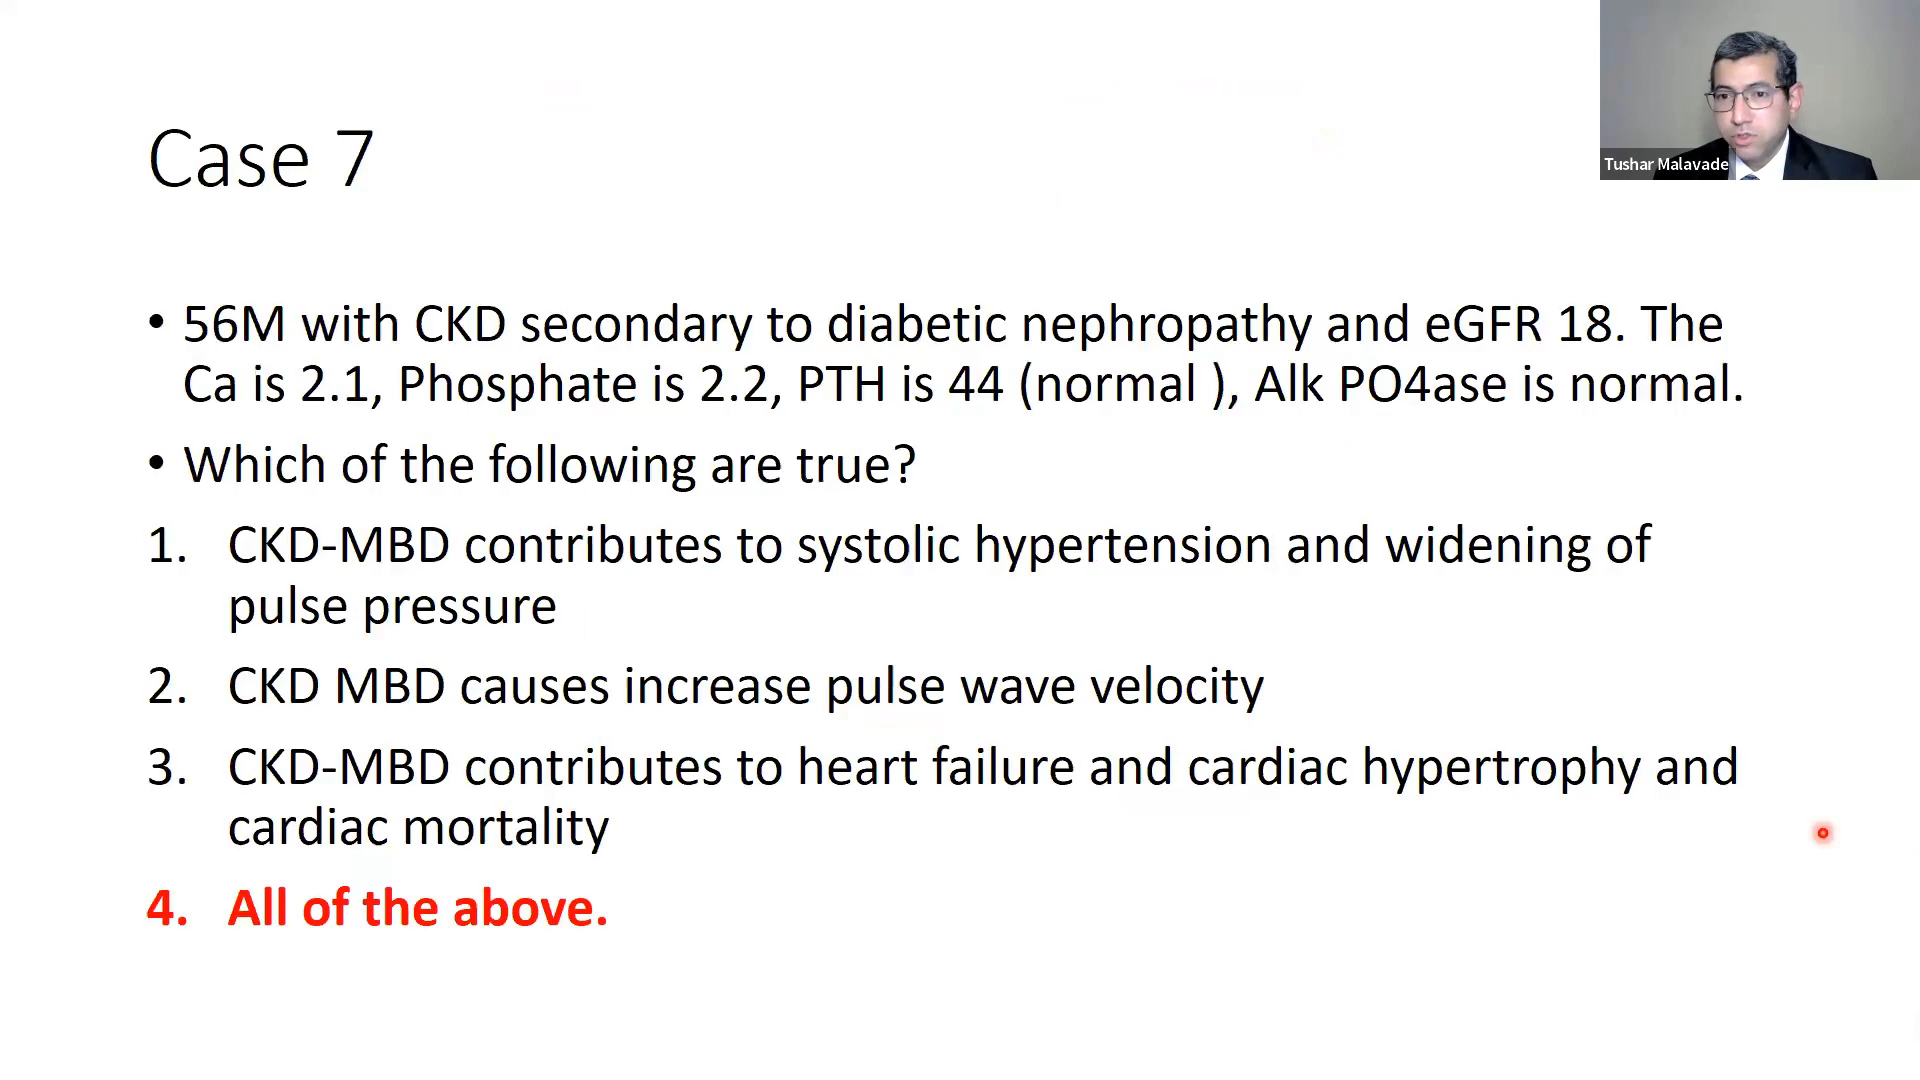 Tushar Malavade
Case 7
• 56M with CKD secondary to diabetic nephropathy and eGFR 18. The
Ca is 2.1, Phosphate is 2.2, PTH is 44 (normal ), Alk PO4ase is normal.
• Which of the following are true?
1. CKD-MBD contributes to systolic hypertension and widening of
pulse pressure
2. CKD MBD causes increase pulse wave velocity
3. CKD-MBD contributes to heart failure and cardiac hypertrophy and
cardiac mortality
4. All of the above.